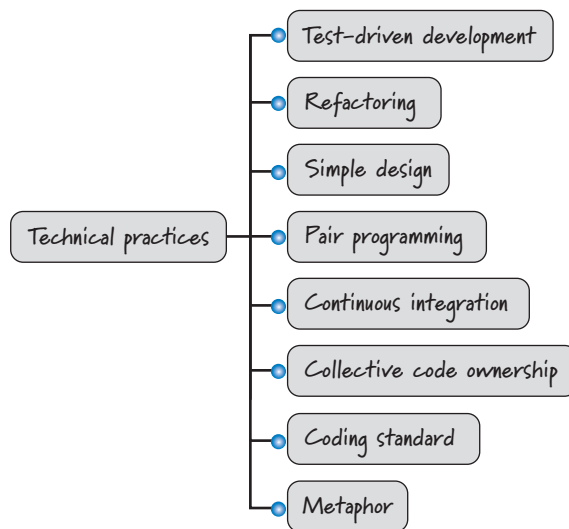 Test-driven development
Refactoring
Simple design
Technical practices
Pair programming
Continuous integration
Collective code ownership
Coding standard
Metaphor